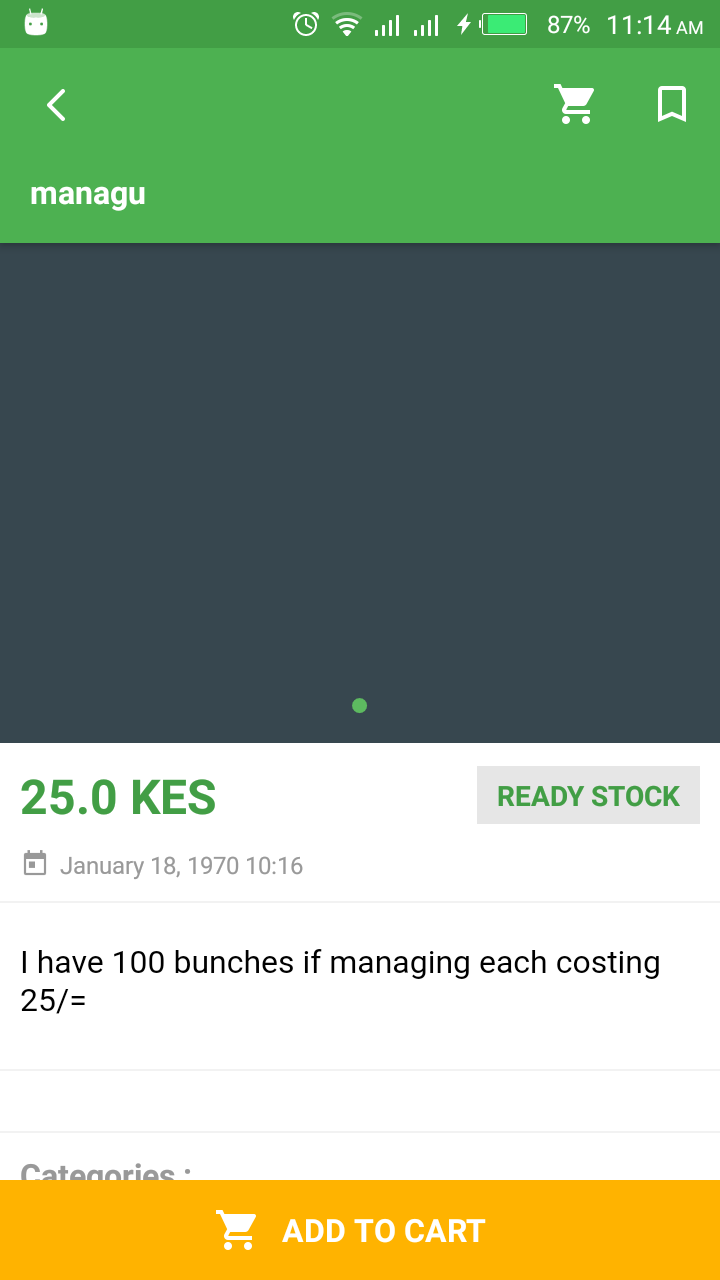 87% 11:14 AM
managu
25.0 KES
READY STOCK
January 18, 1970 10:16
I have 100 bunches if managing each costing
25/=
Categories :
ADD TO CART